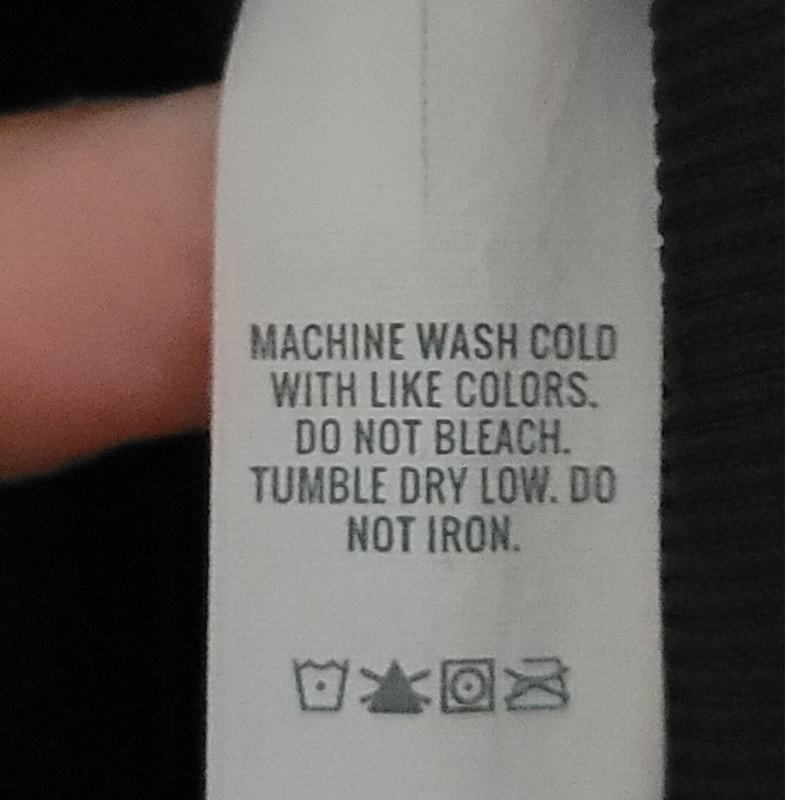 MACHINE WASH COLD
WITH LIKE COLORS.
DO NOT BLEACH.
TUMBLE DRY LOW. DO
NOT IRON.